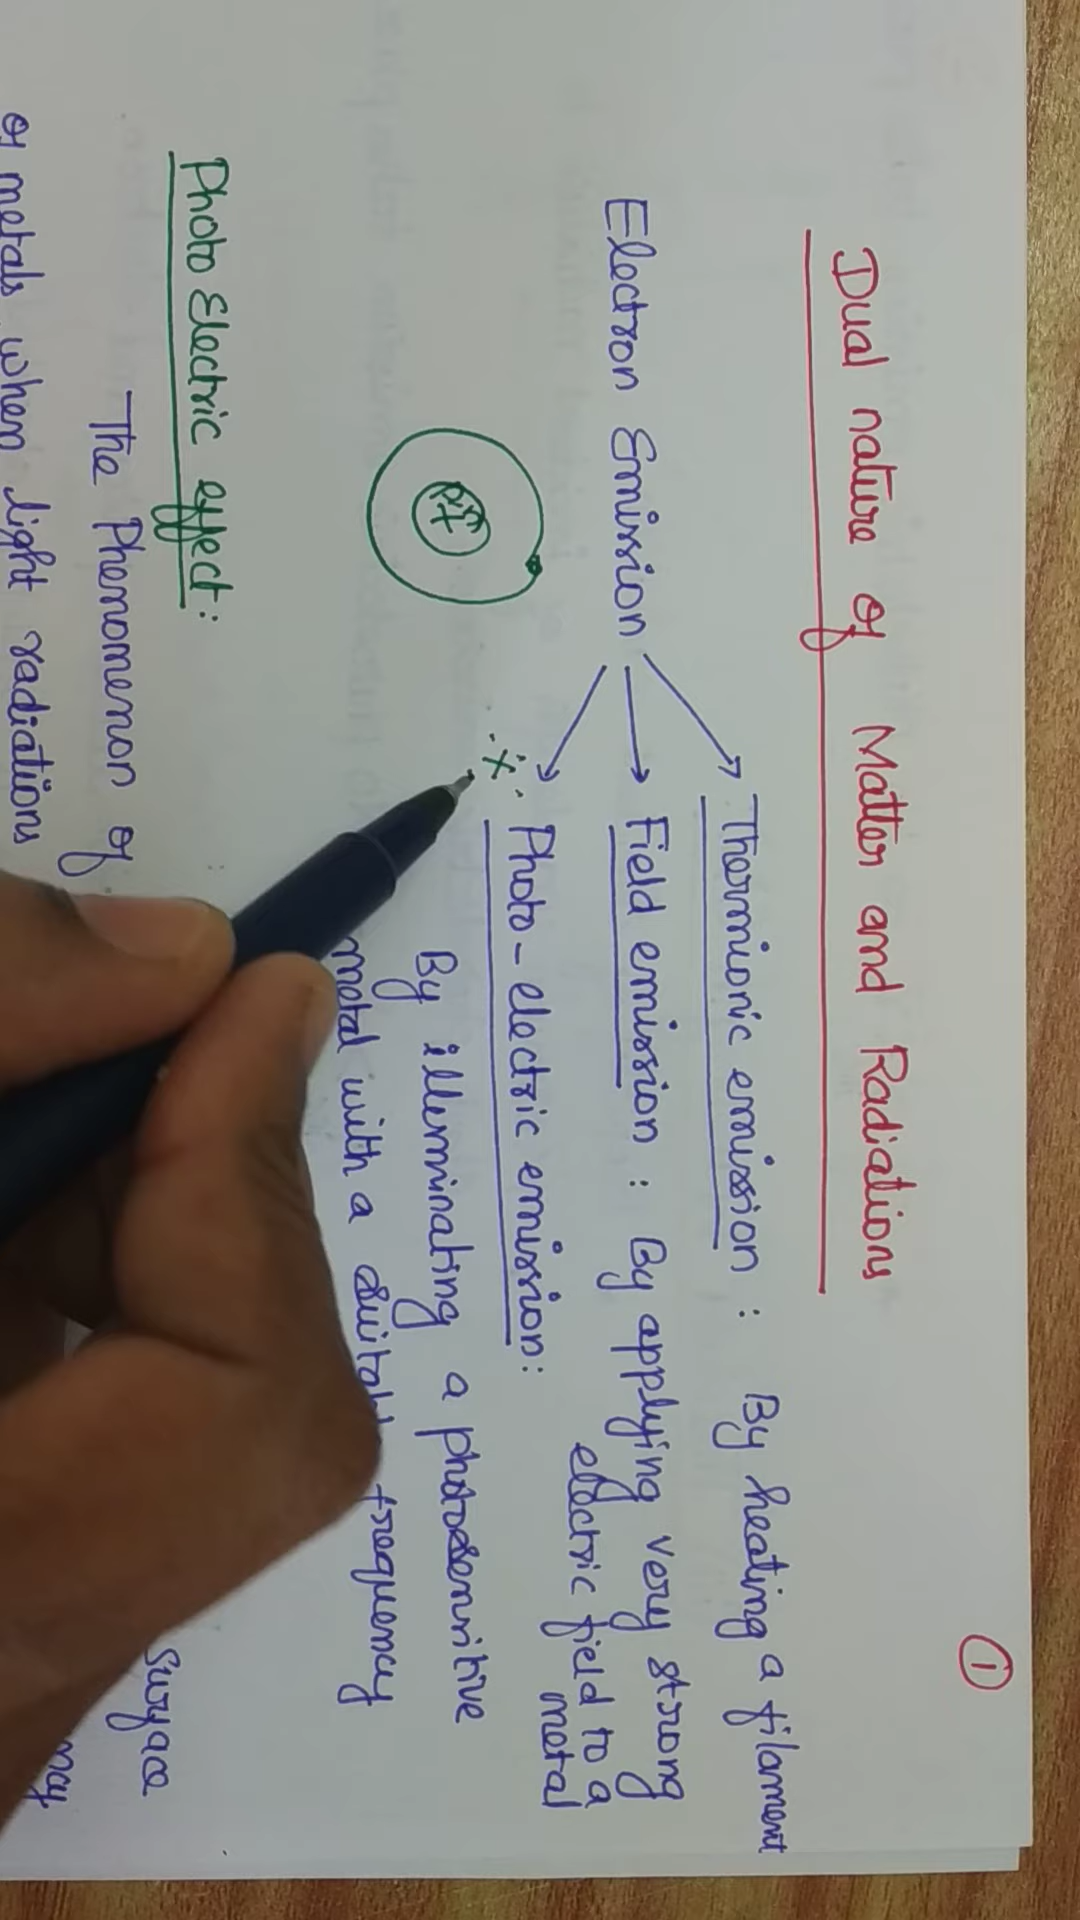 ①
Dual nature of Matter and Radiations
Electron Emission
Thermionic emission : By heating a filament
Field emission : By applying very strong
electric field to a
metal
Photo-electric emission:
By illuminating a photosensitive
metal with a frequency
Photo Electric effect:
The Phenomenon of surface
of metals when light radiations